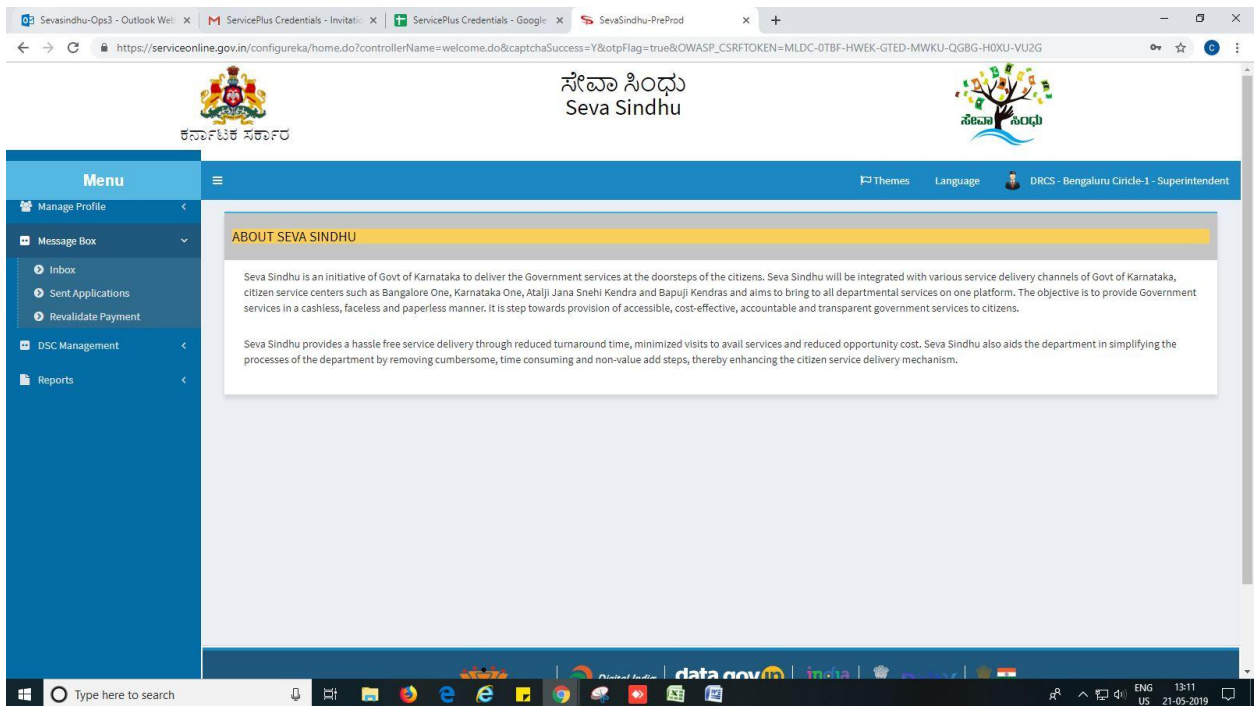 Sevasindhu-Ops3 - Outlook Web
ServicePlus Credentials - Invitatio
ServicePlus Credentials - Google
SevaSindhu-PreProd
https://serviceonline.gov.in/configureka/home.do?controllerName=welcome.do&captchaSuccess=Y&otpFlag=true&OWASP_CSRFTOKEN=MLDC-0TBF-HWEK-GTED-MWKU-QGBG-H0XU-VU2G
ಕರ್ನಾಟಕ ಸರ್ಕಾರ
ಸೇವಾ ಸಿಂಧು
Seva Sindhu
ಸೇವಾ ಸಿಂಧು
Menu
Themes
Language
DRCS - Bengaluru Ciricle-1 - Superintendent
Manage Profile
Message Box
Inbox
Sent Applications
Revalidate Payment
DSC Management
Reports
ABOUT SEVA SINDHU
Seva Sindhu is an initiative of Govt of Karnataka to deliver the Government services at the doorsteps of the citizens. Seva Sindhu will be integrated with various service delivery channels of Govt of Karnataka,
citizen service centers such as Bangalore One, Karnataka One, Atalji Jana Snehi Kendra and Bapuji Kendras and aims to bring to all departmental services on one platform. The objective is to provide Government
services in a cashless, faceless and paperless manner. It is step towards provision of accessible, cost-effective, accountable and transparent government services to citizens.
Seva Sindhu provides a hassle free service delivery through reduced turnaround time, minimized visits to avail services and reduced opportunity cost. Seva Sindhu also aids the department in simplifying the
processes of the department by removing cumbersome, time consuming and non-value add steps, thereby enhancing the citizen service delivery mechanism.
Digital India
data.gov in
india
Type here to search
ENG
US
13:11
21-05-2019